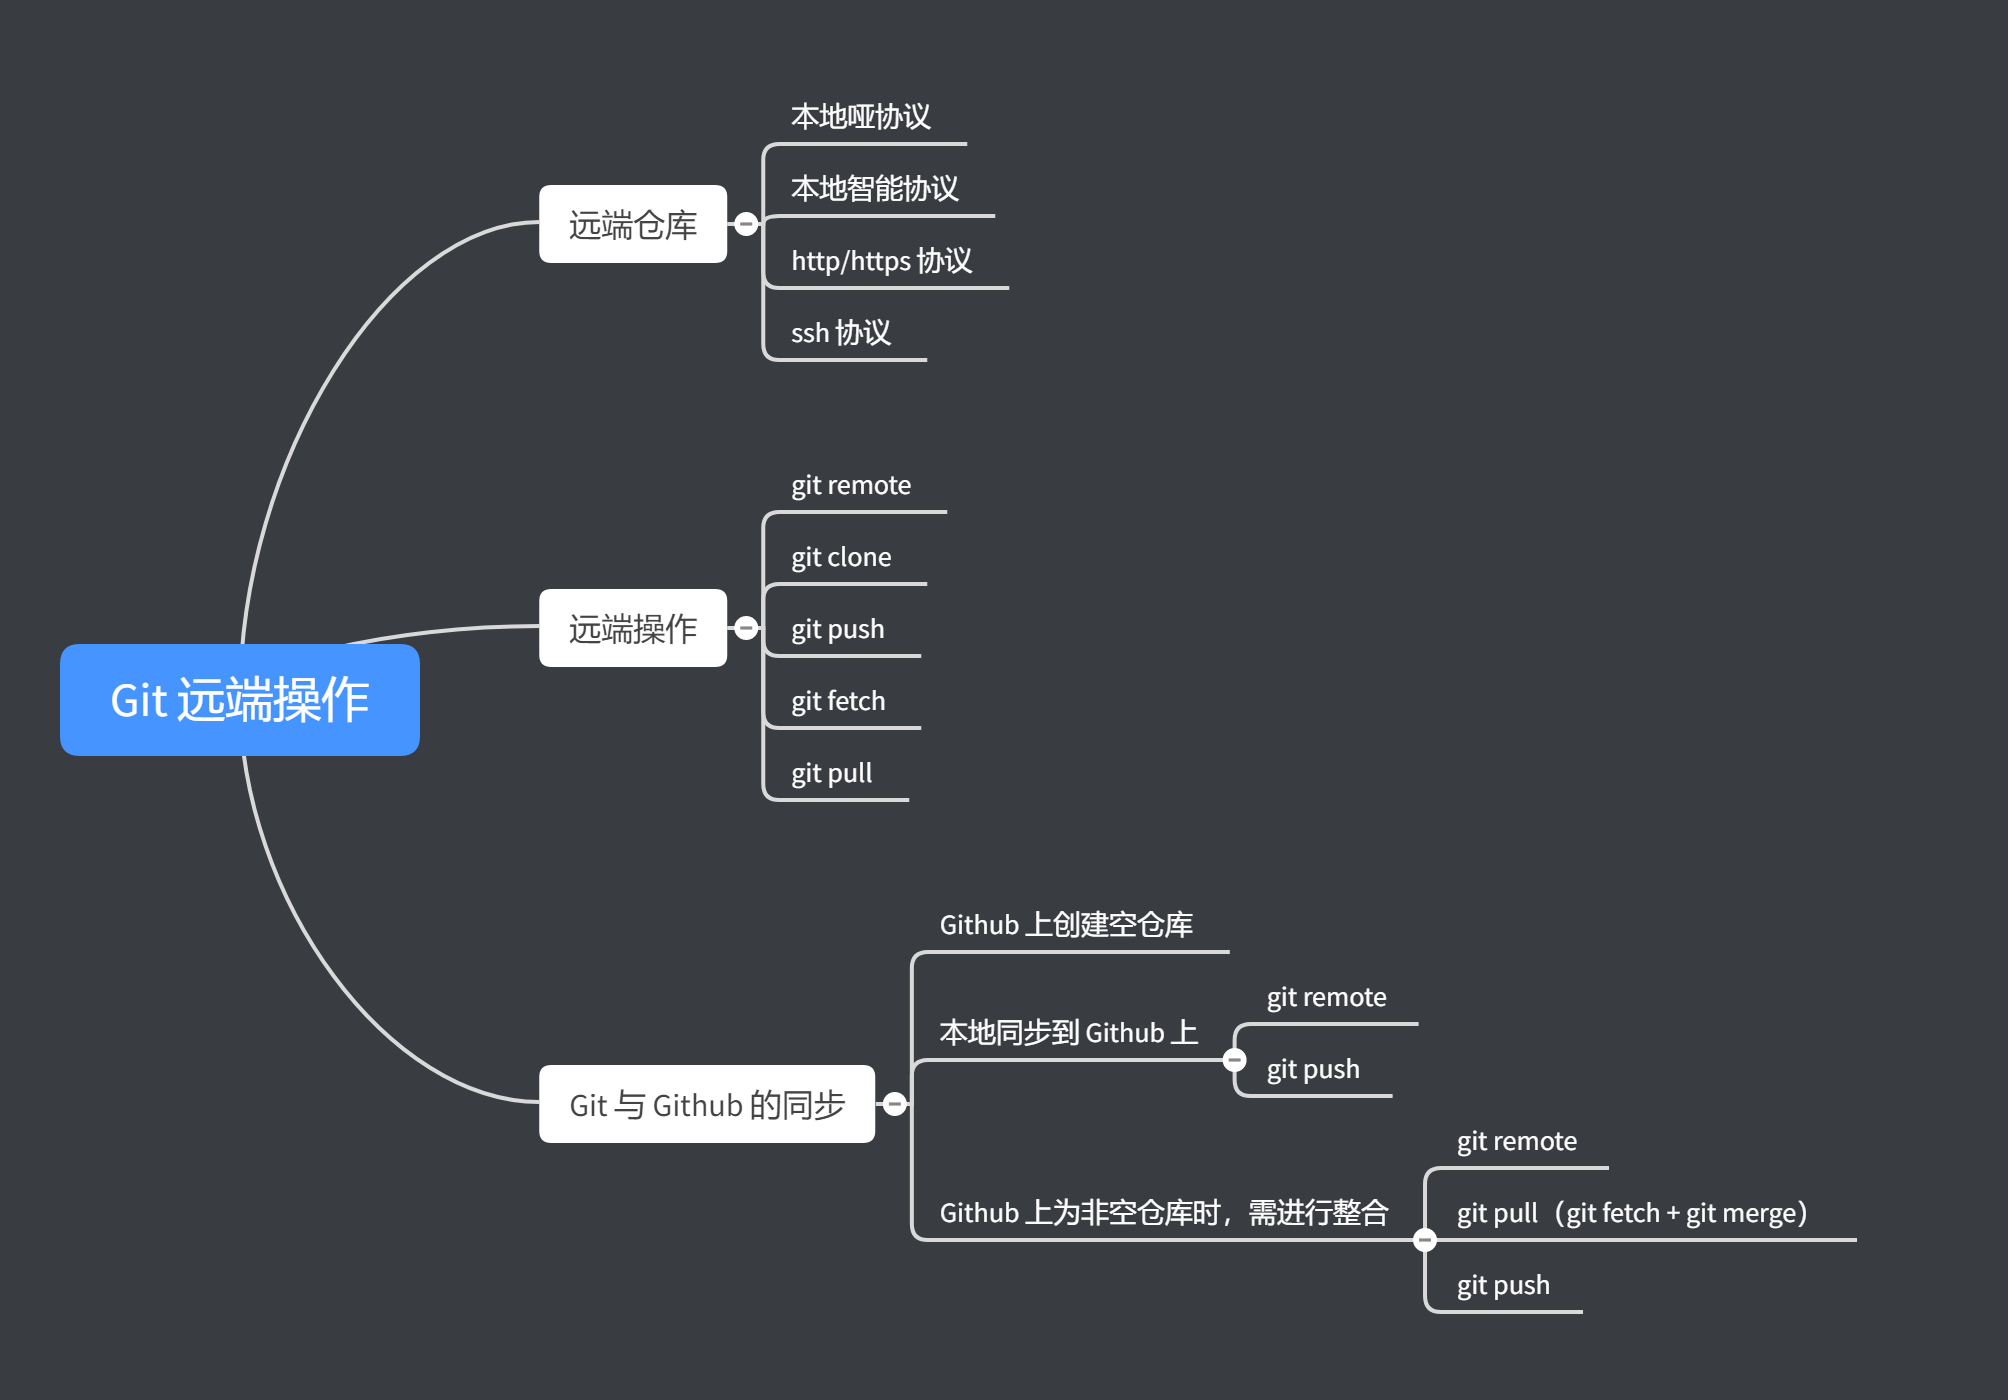 Git 远端操作
远端仓库
本地哑协议
本地智能协议
http/https 协议
ssh 协议
远端操作
git remote
git clone
git push
git fetch
git pull
Git 与 Github 的同步
Github 上创建空仓库
本地同步到 Github 上
git remote
git push
Github 上为非空仓库时，需进行整合
git remote
git pull（git fetch + git merge）
git push